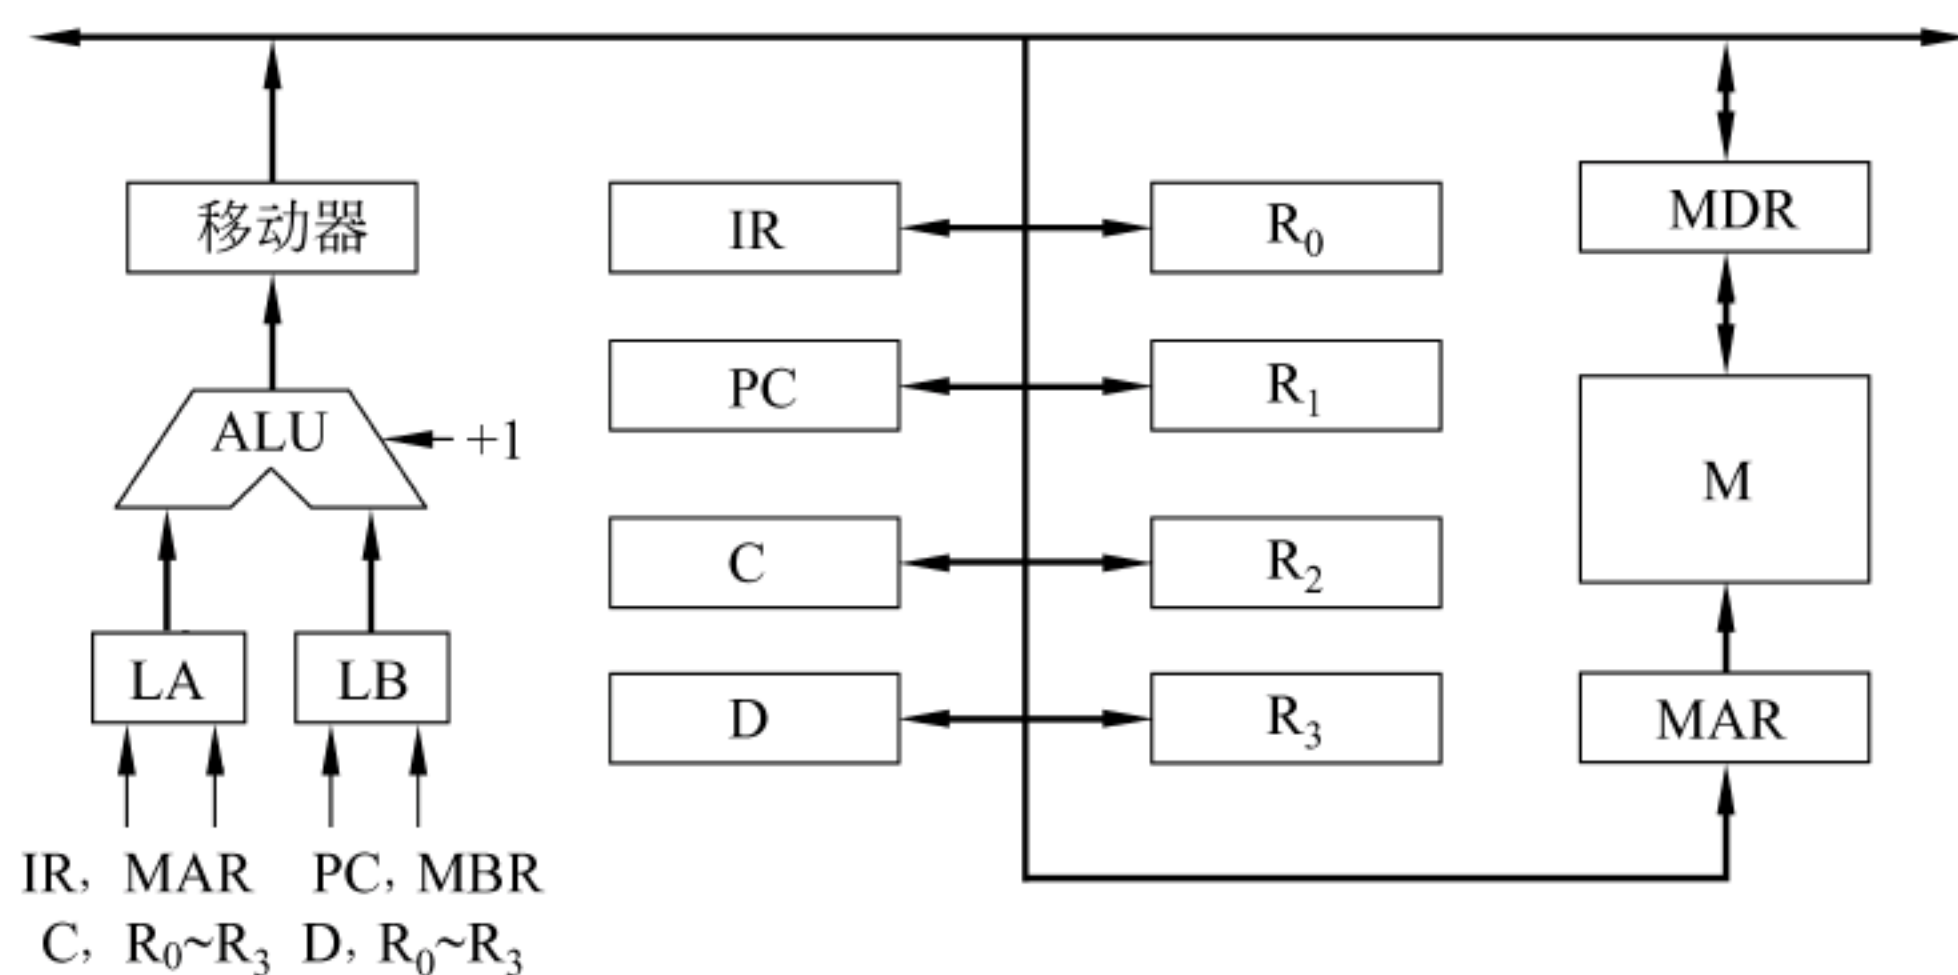 移动器
IR
R₀
MDR
PC
R₁
ALU
+1
M
C
R₂
LA
LB
D
R₃
MAR
IR, MAR PC, MBR
C, R₀~R₃ D, R₀~R₃